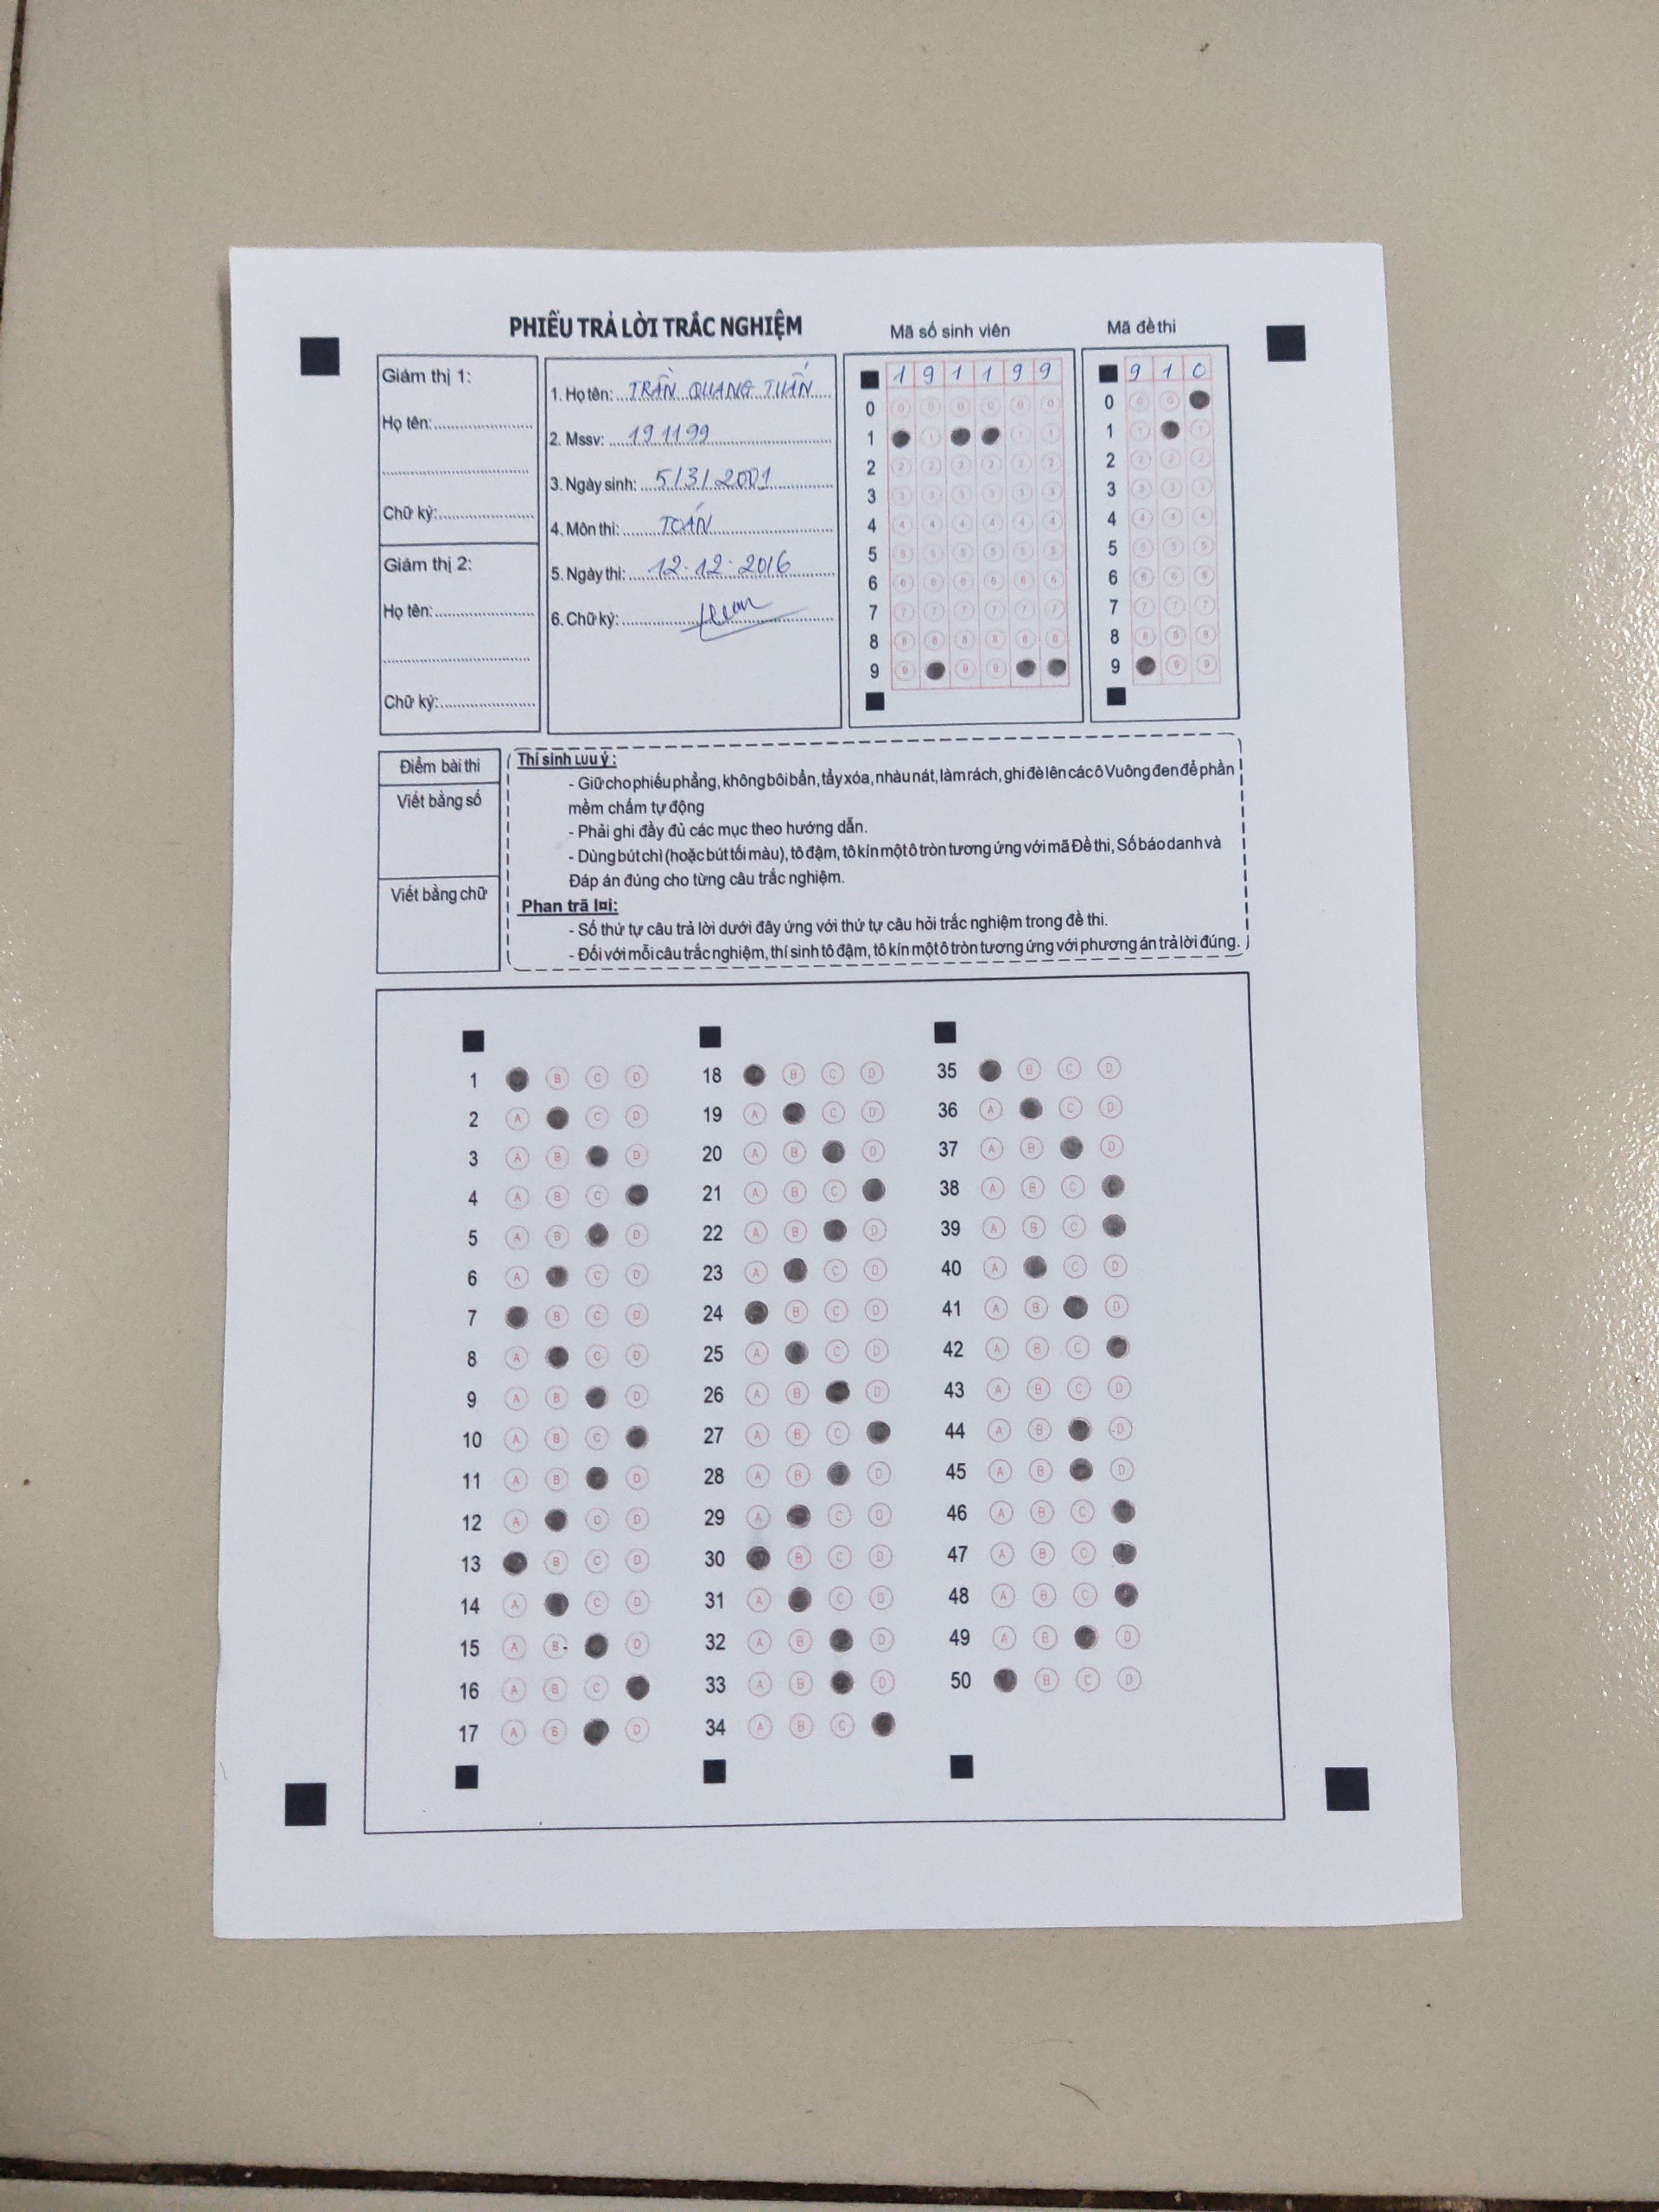 PHIẾU TRẢ LỜI TRẮC NGHIỆM
Mã số sinh viên
Mã đề thi
Giám thị 1:
Họ tên:
Chữ ký:
Giám thị 2:
Họ tên:
Chữ ký:
1. Họ tên: TRẦN QUANG TUẤN
2. Mssv: 191199
3. Ngày sinh: 5/3/2001
4. Môn thi: TOÁN
5. Ngày thi: 12.12.2016
6. Chữ ký:
1 9 1 1 9 9
0 0 0 0 0 0 0
1 1 1 1
2 2 2 2 2 2 2
3 3 3 3 3 3 3
4 4 4 4 4 4 4
5 5 5 5 5 5 5
6 6 6 6 6 6 6
7 7 7 7 7 7 7
8 8 8 8 8 8 8
9 9 9 9
9 1 0
0 0 0
1 1 1
2 2 2 2
3 3 3 3
4 4 4 4
5 5 5 5
6 6 6 6
7 7 7 7
8 8 8 8
9 9 9
Điểm bài thi
Viết bằng số
Viết bằng chữ
Thí sinh Lưu ý :
- Giữ cho phiếu phẳng, không bôi bẩn, tẩy xóa, nhàu nát, làm rách, ghi đè lên các ô Vuông đen để phần
mềm chấm tự động
- Phải ghi đầy đủ các mục theo hướng dẫn.
- Dùng bút chì (hoặc bút tối màu), tô đậm, tô kín một ô tròn tương ứng với mã Đề thi, Số báo danh và
Đáp án đúng cho từng câu trắc nghiệm.
Phan trã l¤i:
- Số thứ tự câu trả lời dưới đây ứng với thứ tự câu hỏi trắc nghiệm trong đề thi.
- Đối với mỗi câu trắc nghiệm, thí sinh tô đậm, tô kín một ô tròn tương ứng với phương án trả lời đúng.
1 B C D
2 A C D
3 A B D
4 A B C
5 A B D
6 A C D
7 B C D
8 A C D
9 A B D
10 A B C
11 A B D
12 A C D
13 B C D
14 A C D
15 A B D
16 A B C
17 A B D
18 B C D
19 A C D
20 A B D
21 A B C
22 A B D
23 A C D
24 B C D
25 A C D
26 A B D
27 A B C
28 A B D
29 A C D
30 B C D
31 A C D
32 A B D
33 A B D
34 A B C
35 B C D
36 A C D
37 A B D
38 A B C
39 A B C
40 A C D
41 A B D
42 A B C
43 A B C D
44 A B D
45 A B D
46 A B C
47 A B C
48 A B C
49 A B D
50 B C D